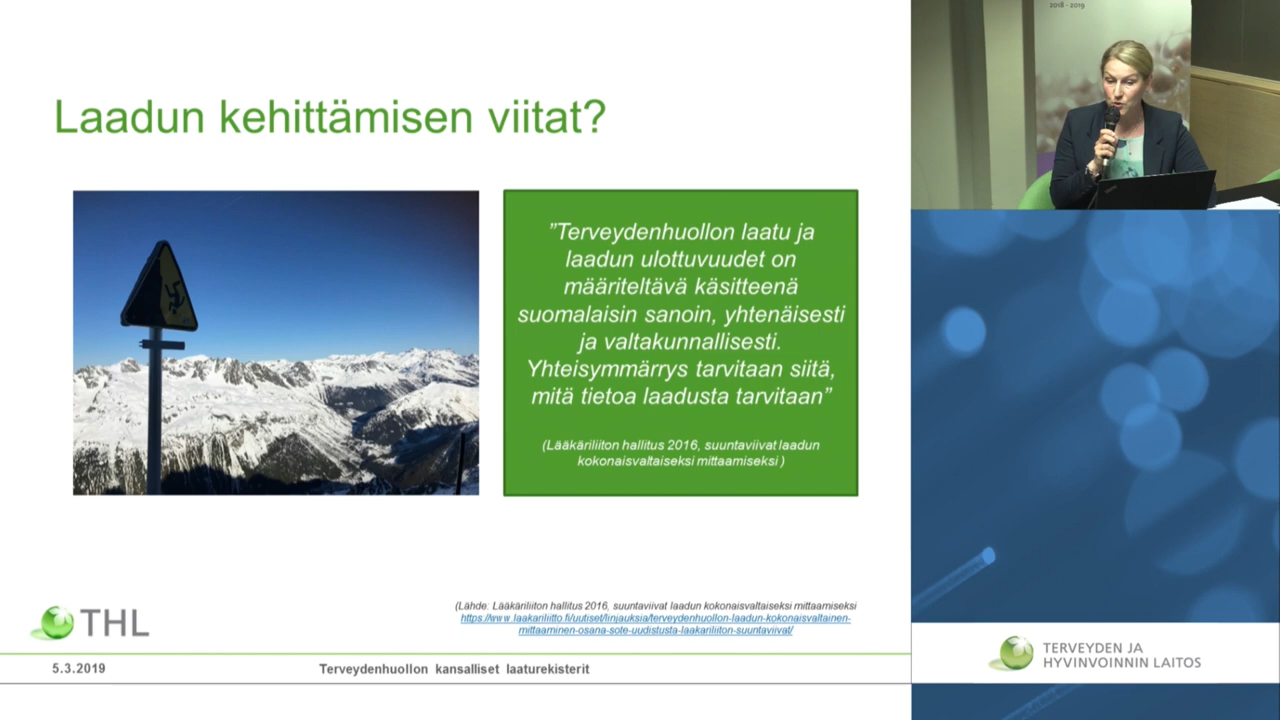 2018 - 2019
Laadun kehittämisen viitat?
”Terveydenhuollon laatu ja
laadun ulottuvuudet on
määriteltävä käsitteenä
suomalaisin sanoin, yhtenäisesti
ja valtakunnallisesti.
Yhteisymmärrys tarvitaan siitä,
mitä tietoa laadusta tarvitaan”
(Lääkäriliiton hallitus 2016, suuntaviivat laadun
kokonaisvaltaiseksi mittaamiseksi )
(Lähde: Lääkäriliiton hallitus 2016, suuntaviivat laadun kokonaisvaltaiseksi mittaamiseksi
https://www.laakariliitto.fi/uutiset/linjauksia/terveydenhuollon-laadun-kokonaisvaltainen-
mittaaminen-osana-sote-uudistusta-laakariliiton-suuntaviivat/
THL
5.3.2019
Terveydenhuollon kansalliset laaturekisterit
TERVEYDEN JA
HYVINVOINNIN LAITOS